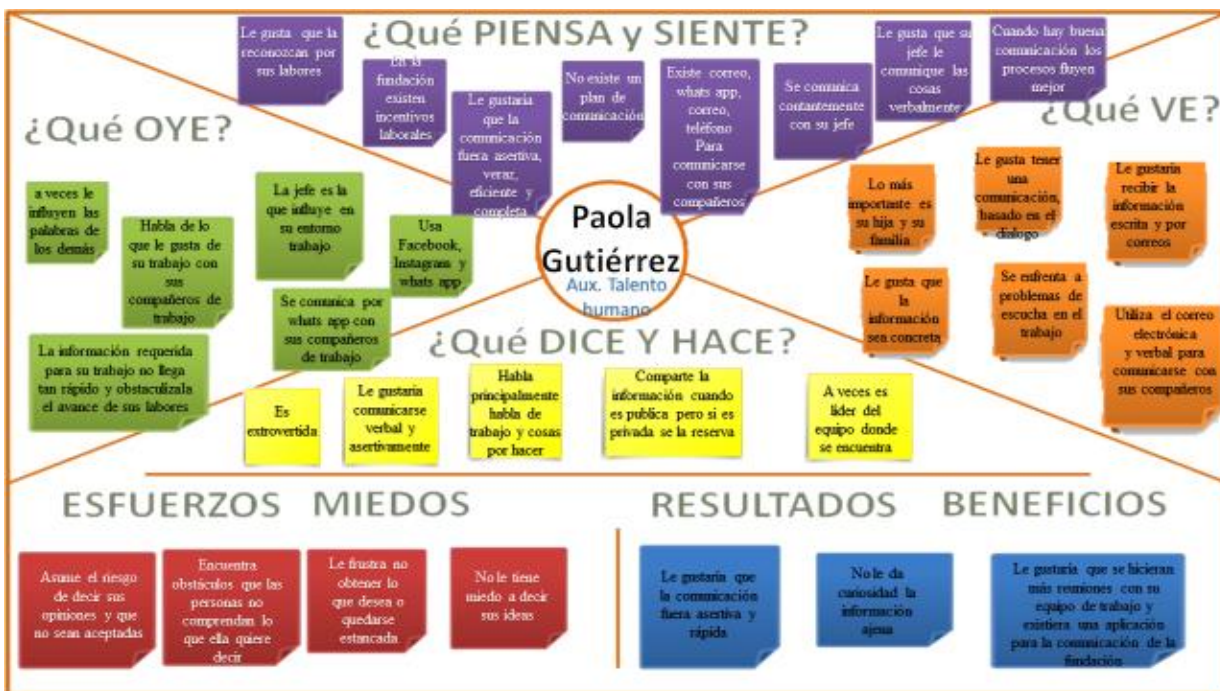 ¿Qué PIENSA y SIENTE?
Le gusta que la
reconozcan por
sus labores
En la
fundación
existen
incentivos
laborales
Le gustaria
que la
comunicación
fuera asertiva,
veraz,
eficiente y
completa
No existe un
plan de
comunicación
Existe correo,
whats app,
correo,
teléfono
Para
comunicarse
con sus
compañeros
Se comunica
contantemente
con su jefe
Le gusta que su
jefe le
comunique las
cosas
verbalmente
Cuando hay buena
comunicación los
procesos fluyen
mejor
¿Qué OYE?
a veces le
influyen las
palabras de
los demás
Habla de lo
que le gusta de
su trabajo con
sus
compañeros de
trabajo
La jefe es la
que influye en
su entorno
trabajo
Usa
Facebook,
Instagram y
whats app
Se comunica por
whats app con
sus compañeros
de trabajo
La información requerida
para su trabajo no llega
tan rápido y obstaculízala
el avance de sus labores
Paola
Gutiérrez
Aux. Talento
humano
¿Qué VE?
Lo más
importante es
su hija y su
familia
Le gusta tener
una
comunicación,
basado en el
dialogo
Le gustaria
recibir la
información
escrita y por
correos
Le gusta que
la
información
sea concreta
Se enfrenta a
problemas de
escucha en el
trabajo
Utiliza el correo
electrónica
y verbal para
comunicarse con
sus compañeros
¿Qué DICE Y HACE?
Es
extrovertida
Le gustaria
comunicarse
verbal y
asertivamente
Habla
principalmente
habla de
trabajo y cosas
por hacer
Comparte la
información cuando
es publica pero si es
privada se la reserva
A veces es
líder del
equipo donde
se encuentra
ESFUERZOS MIEDOS
Asume el riesgo
de decir sus
opiniones y que
no sean aceptadas
Encuentra
obstáculos que las
personas no
comprendan lo
que ella quiere
decir
Le frustra no
obtener lo
que desea o
quedarse
estancada
No le tiene
miedo a decir
sus ideas
RESULTADOS BENEFICIOS
Le gustaría que
la comunicación
fuera asertiva y
rápida
No le da
curiosidad la
información
ajena
Le gustaría que se hicieran
más reuniones con su
equipo de trabajo y
existiera una aplicación
para la comunicación de la
fundación